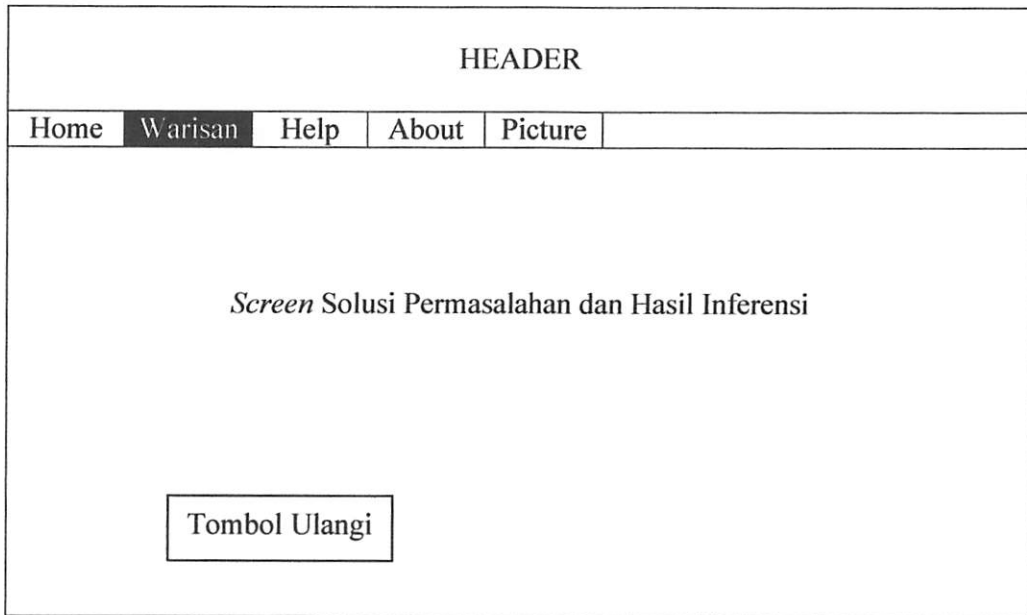 HEADER
Home Warisan Help About Picture
Screen Solusi Permasalahan dan Hasil Inferensi
Tombol Ulangi